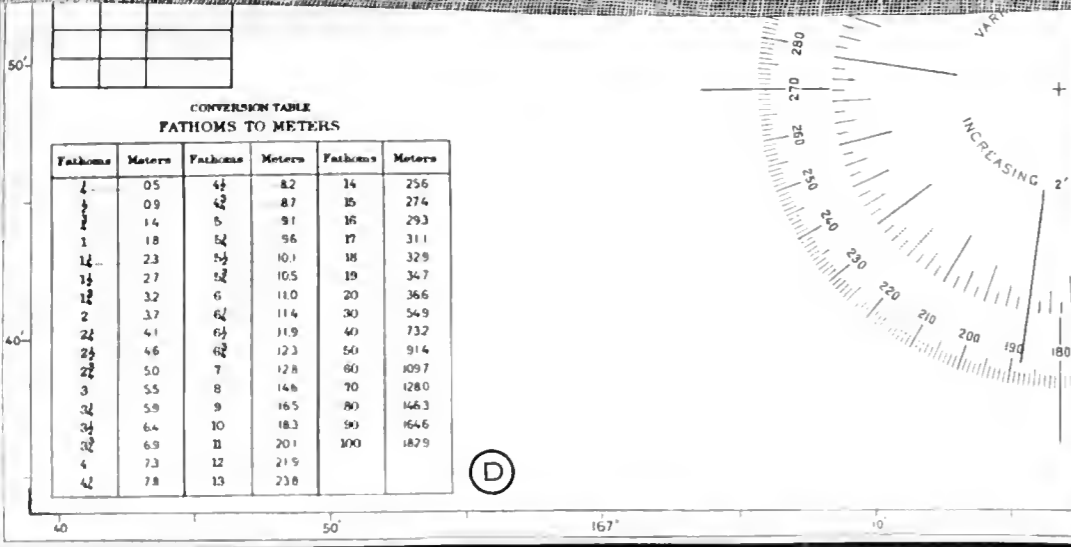 50'
CONVERSION TABLE
FATHOMS TO METERS
Fathoms Meters Fathoms Meters Fathoms Meters
¼ 0.5 4½ 8.2 14 25.6
½ 0.9 4¾ 8.7 15 27.4
¾ 1.4 5 9.1 16 29.3
1 1.8 5¼ 9.6 17 31.1
1¼ 2.3 5½ 10.1 18 32.9
1½ 2.7 5¾ 10.5 19 34.7
1¾ 3.2 6 11.0 20 36.6
2 3.7 6¼ 11.4 30 54.9
2¼ 4.1 6½ 11.9 40 73.2
2½ 4.6 6¾ 12.3 50 91.4
2¾ 5.0 7 12.8 60 109.7
3 5.5 8 14.6 70 128.0
3¼ 5.9 9 16.5 80 146.3
3½ 6.4 10 18.3 90 164.6
3¾ 6.9 11 20.1 100 182.9
4 7.3 12 21.9
4¼ 7.8 13 23.8
40'
D
280
270
260
250
240
230
220
210
200
190
180
INCREASING 2'
40
50'
167°
10'